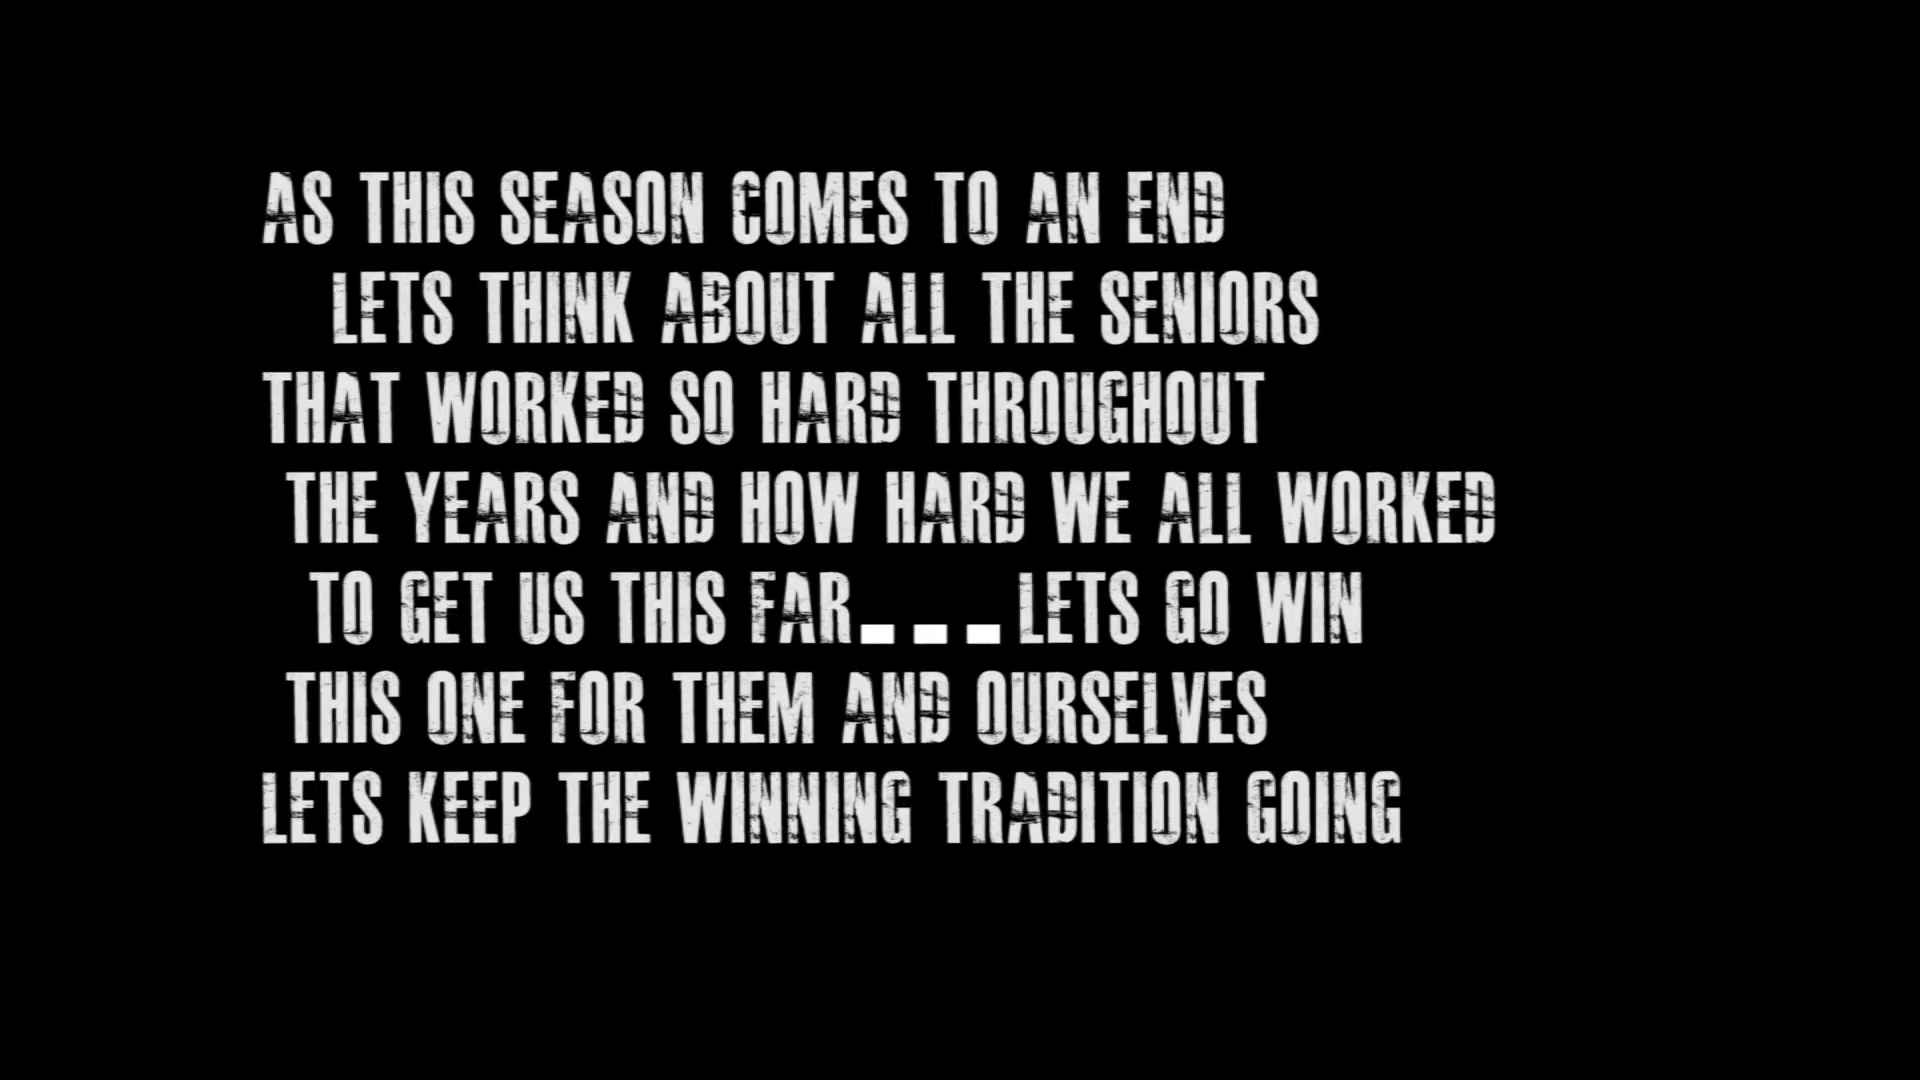 AS THIS SEASON COMES TO AN END
LETS THINK ABOUT ALL THE SENIORS
THAT WORKED SO HARD THROUGHOUT
THE YEARS AND HOW HARD WE ALL WORKED
TO GET US THIS FAR...LETS GO WIN
THIS ONE FOR THEM AND OURSELVES
LETS KEEP THE WINNING TRADITION GOING